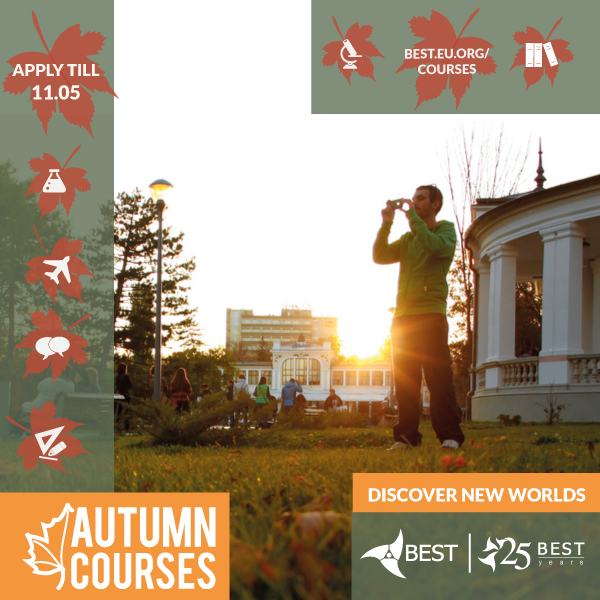 APPLY TILL
11.05
BEST.EU.ORG/
COURSES
DISCOVER NEW WORLDS
AUTUMN
COURSES
BEST
25 BEST
years